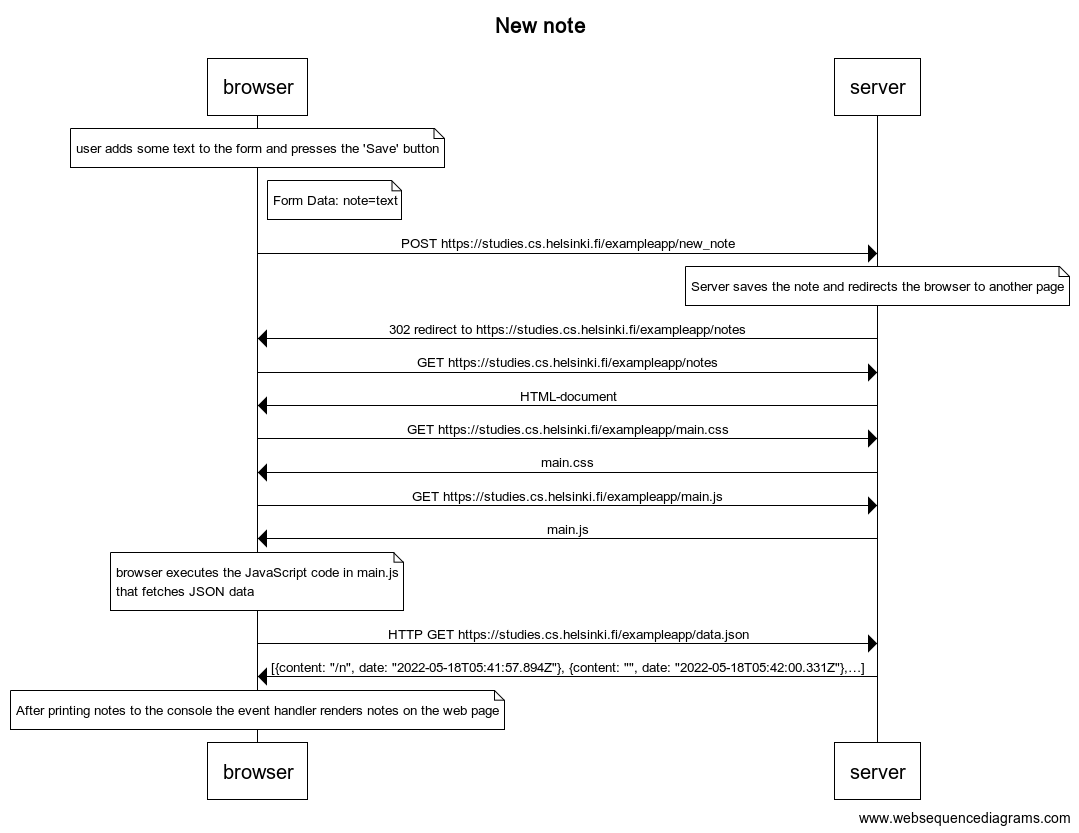 New note
browser
server
user adds some text to the form and presses the 'Save' button
Form Data: note=text
POST https://studies.cs.helsinki.fi/exampleapp/new_note
Server saves the note and redirects the browser to another page
302 redirect to https://studies.cs.helsinki.fi/exampleapp/notes
GET https://studies.cs.helsinki.fi/exampleapp/notes
HTML-document
GET https://studies.cs.helsinki.fi/exampleapp/main.css
main.css
GET https://studies.cs.helsinki.fi/exampleapp/main.js
main.js
browser executes the JavaScript code in main.js
that fetches JSON data
HTTP GET https://studies.cs.helsinki.fi/exampleapp/data.json
[{content: "/n", date: "2022-05-18T05:41:57.894Z"}, {content: "", date: "2022-05-18T05:42:00.331Z"},…]
After printing notes to the console the event handler renders notes on the web page
browser
server
www.websequencediagrams.com